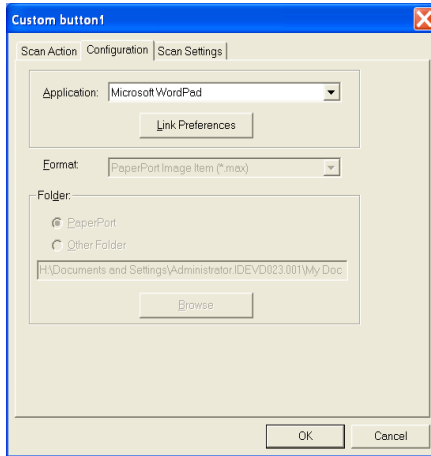 Custom button1
Scan Action Configuration Scan Settings
Application: Microsoft WordPad
Link Preferences
Format: PaperPort Image Item (*.max)
Folder:
PaperPort
Other Folder
H:\Documents and Settings\Administrator.IDEVD023.001\My Doc
Browse
OK Cancel